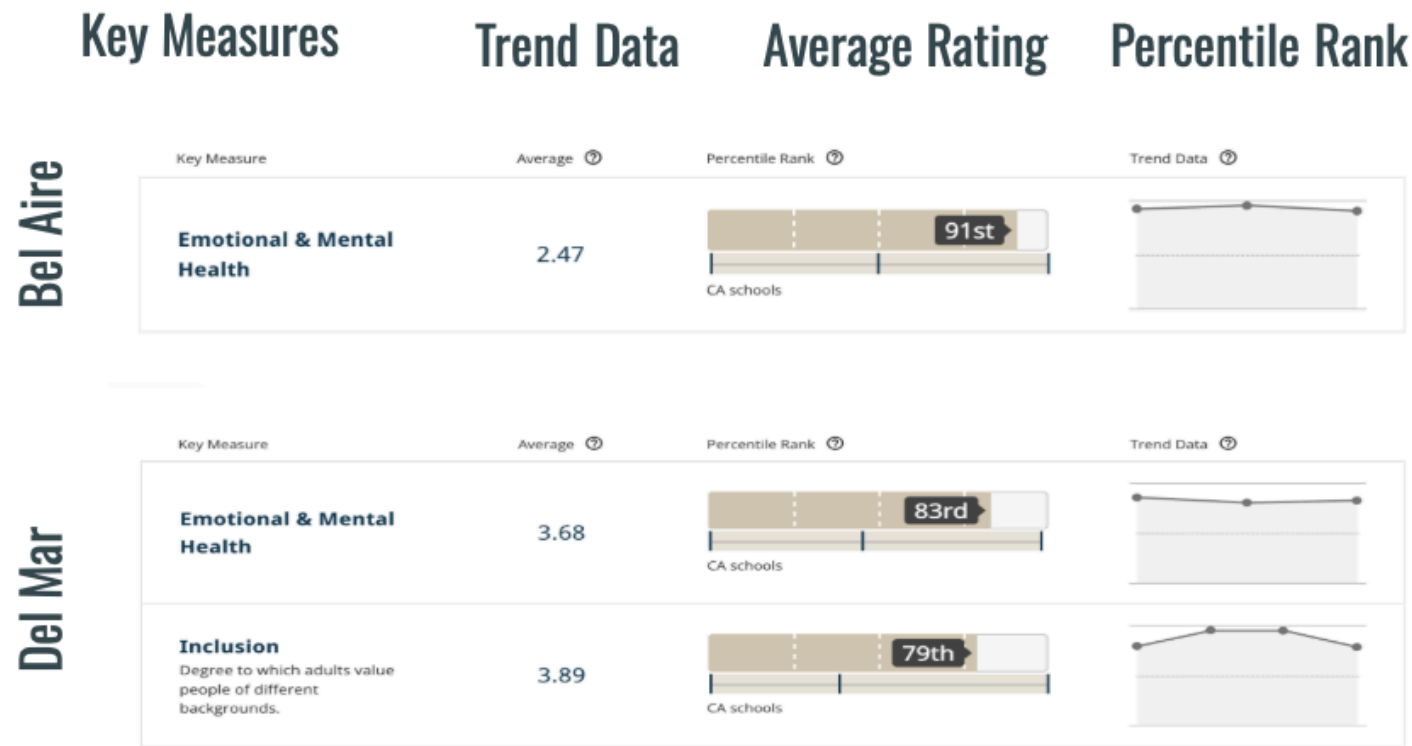 Key Measures Trend Data Average Rating Percentile Rank
Bel Aire
Key Measure Average ? Percentile Rank ? Trend Data ?
Emotional & Mental
Health
2.47
91st
CA schools
Del Mar
Key Measure Average ? Percentile Rank ? Trend Data ?
Emotional & Mental
Health
3.68
83rd
CA schools
Inclusion
Degree to which adults value
people of different
backgrounds.
3.89
79th
CA schools